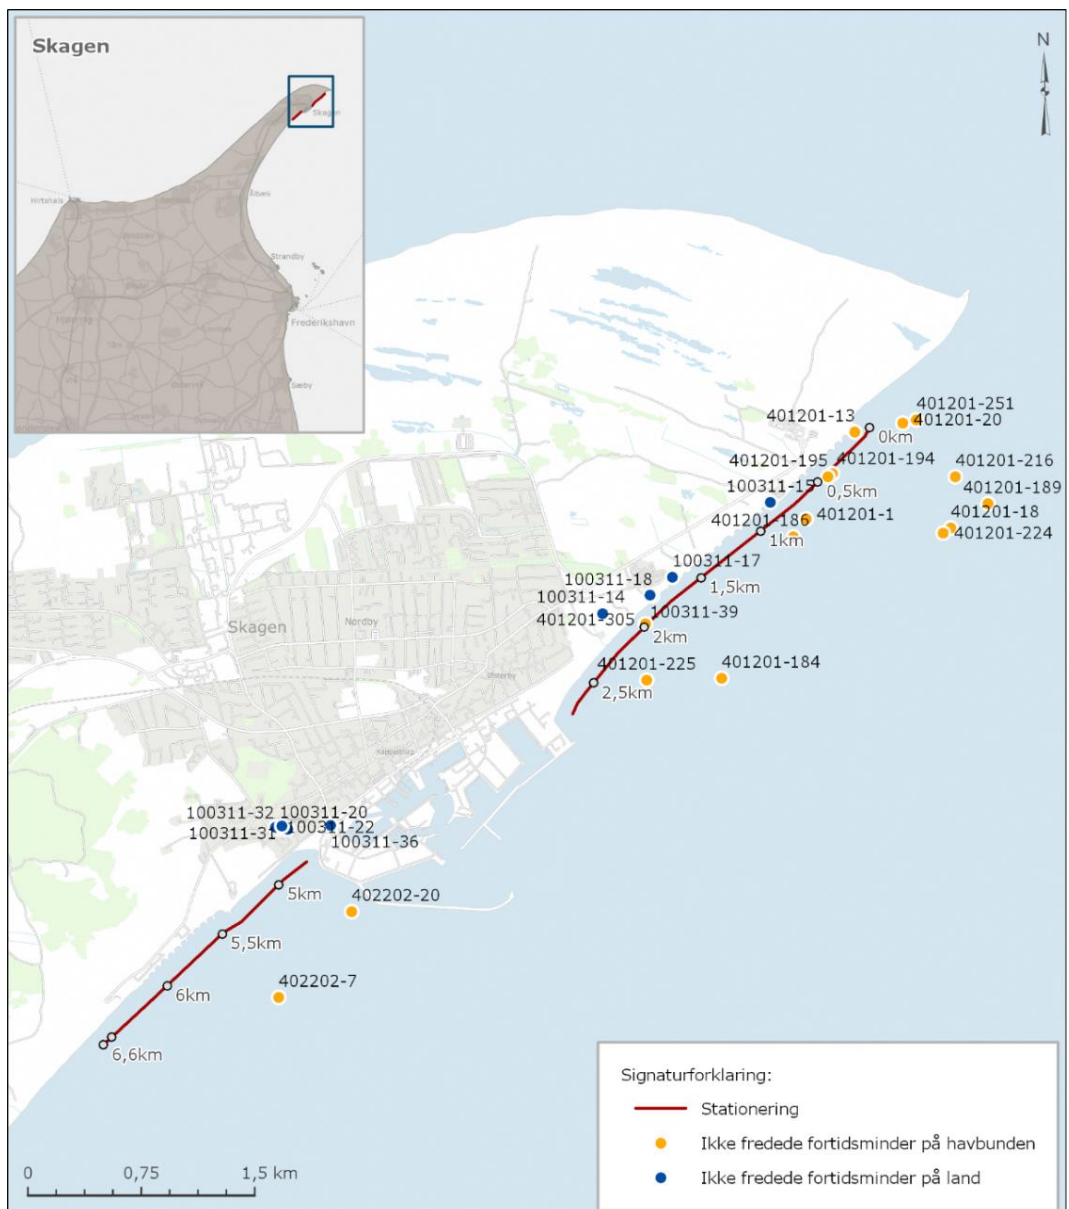 Skagen
Skagen
Hirtshals
Ålbæk
Strandby
Frederikshavn
Sæby
N
401201-251
401201-13
401201-20
0km
401201-195
401201-194
401201-216
0,5km
100311-15
401201-189
401201-186
401201-1
401201-18
1km
401201-224
100311-17
100311-18
1,5km
100311-14
401201-305
100311-39
Nordby
Skagen
2km
401201-225
401201-184
Østerby
2,5km
100311-32
100311-20
100311-31
100311-22
100311-36
5km
402202-20
5,5km
402202-7
6km
6,6km
Signaturforklaring:
Stationering
Ikke fredede fortidsminder på havbunden
Ikke fredede fortidsminder på land
0
0,75
1,5 km